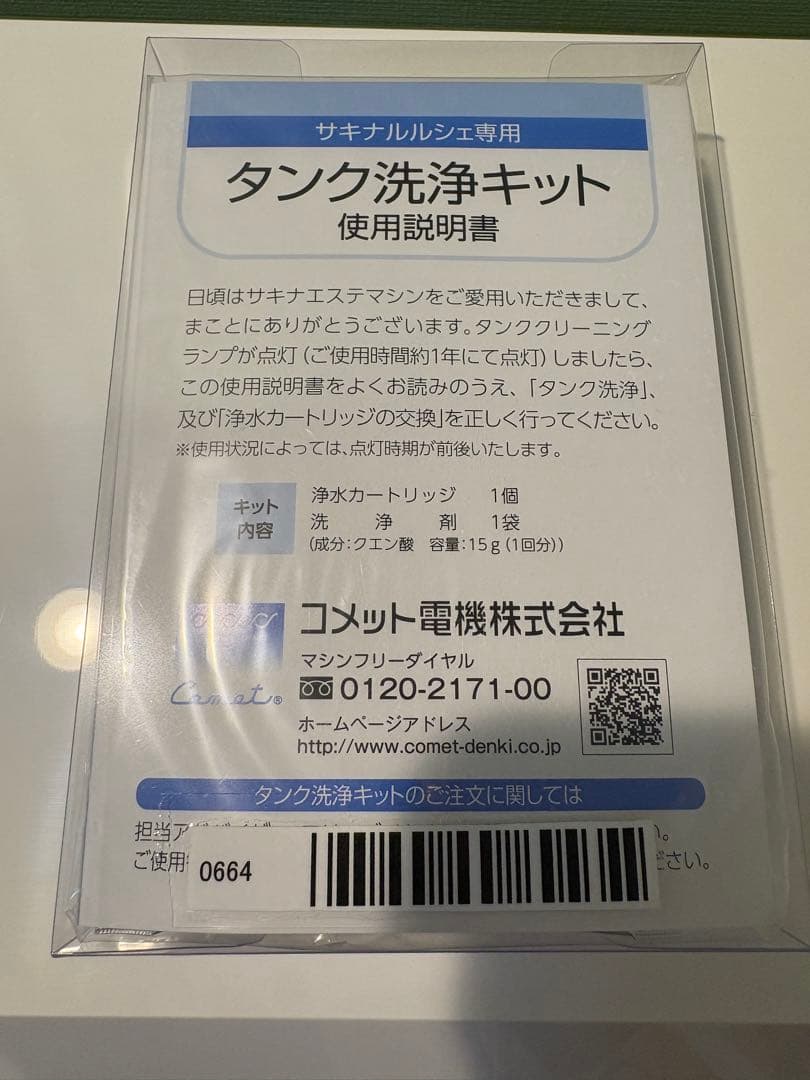 サキナルルシェ専用
タンク洗浄キット
使用説明書
日頃はサキナエステマシンをご愛用いただきまして、
まことにありがとうございます。タンククリーニング
ランプが点灯(ご使用時間約1年にて点灯)しましたら、
この使用説明書をよくお読みのうえ、「タンク洗浄」、
及び「浄水カートリッジの交換」を正しく行ってください。
※使用状況によっては、点灯時期が前後いたします。
キット
内容
浄水カートリッジ 1個
洗浄剤 1袋
(成分:クエン酸 容量:15g(1回分))
コメット電機株式会社
マシンフリーダイヤル
0120-2171-00
Comet®
ホームページアドレス
http://www.comet-denki.co.jp
タンク洗浄キットのご注文に関しては
担当ア
ご使用
ださい。
0664